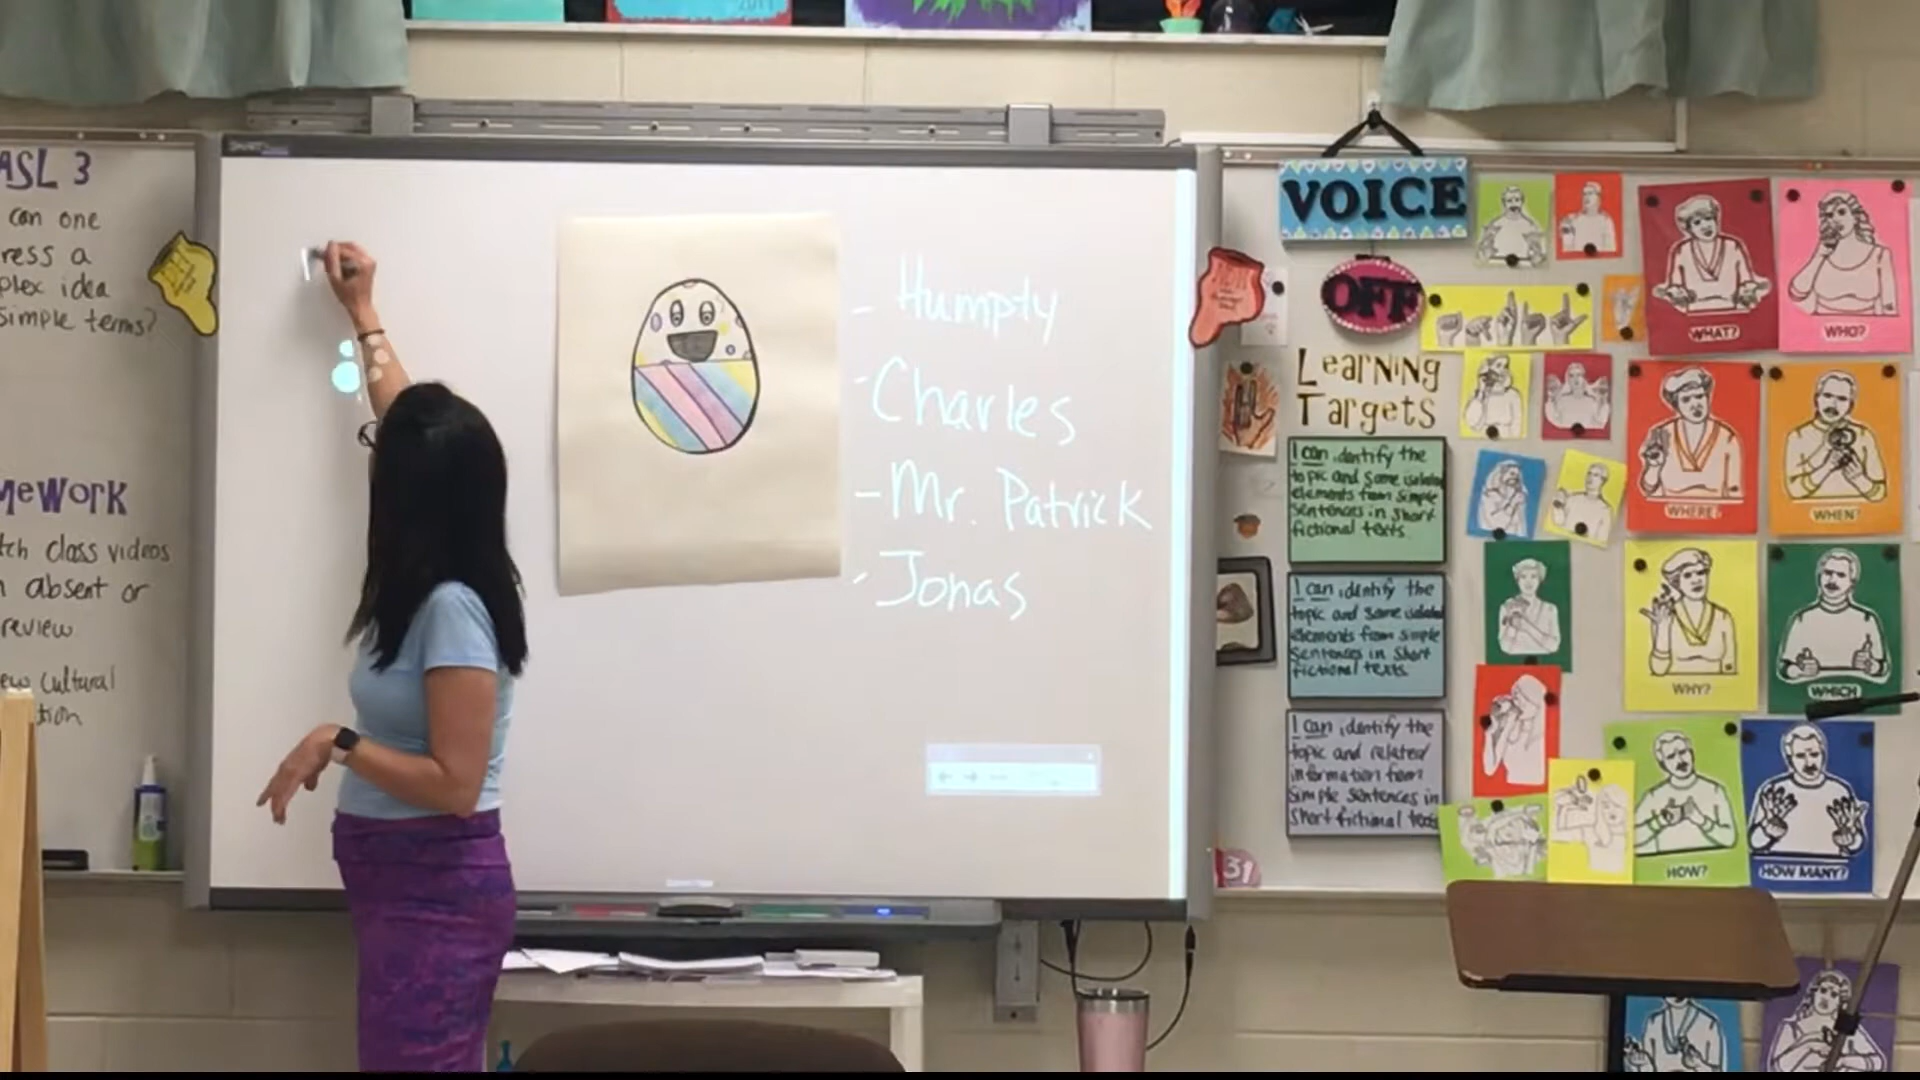 ASL 3
can one
ress a
plex idea
simple terms?
meWork
tch class videos
absent or
review
ew cultural
tion
SMART
2019
- Humpty
- Charles
- Mr. Patrick
- Jonas
VOICE
OFF
Learning
Targets
I can identify the
topic and some isolated
elements from simple
sentences in short
fictional texts.
I can identify the
topic and some isolated
elements from simple
sentences in short
fictional texts.
I can identify the
topic and related
information from
simple sentences in
short fictional texts
31
WHAT?
WHO?
WHERE?
WHEN?
WHY?
WHICH
HOW?
HOW MANY?